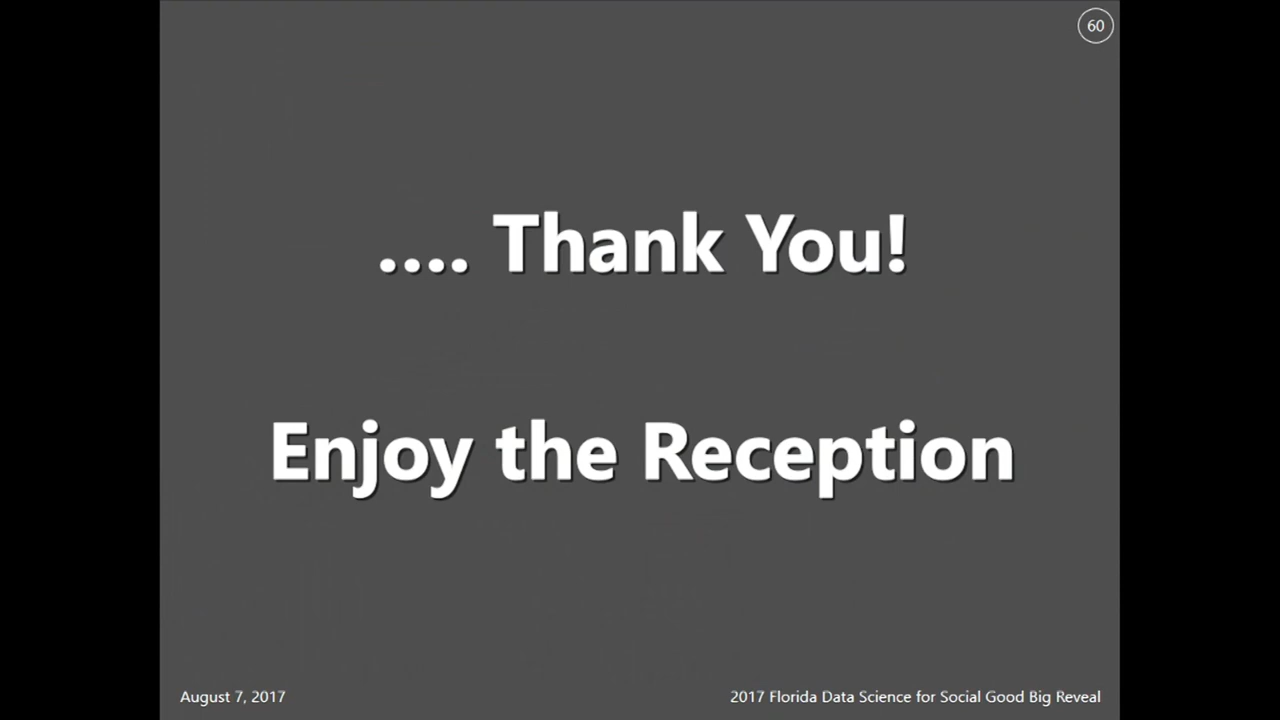 60
.... Thank You!
Enjoy the Reception
August 7, 2017
2017 Florida Data Science for Social Good Big Reveal